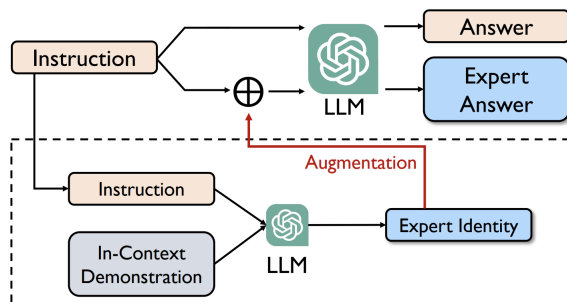 Instruction
Answer
LLM
Expert
Answer
Augmentation
Instruction
In-Context
Demonstration
LLM
Expert Identity